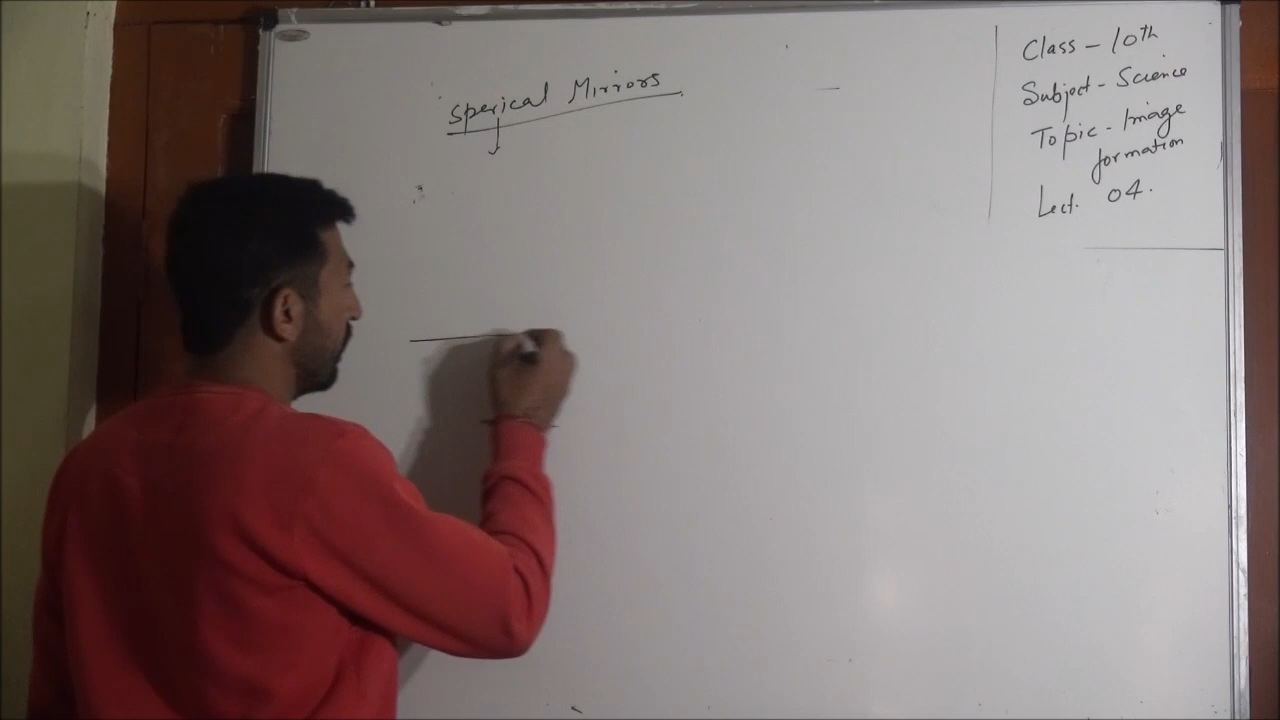 Sperical Mirrors
Class - 10th
Subject - Science
Topic - Image
formation
Lect. 04.